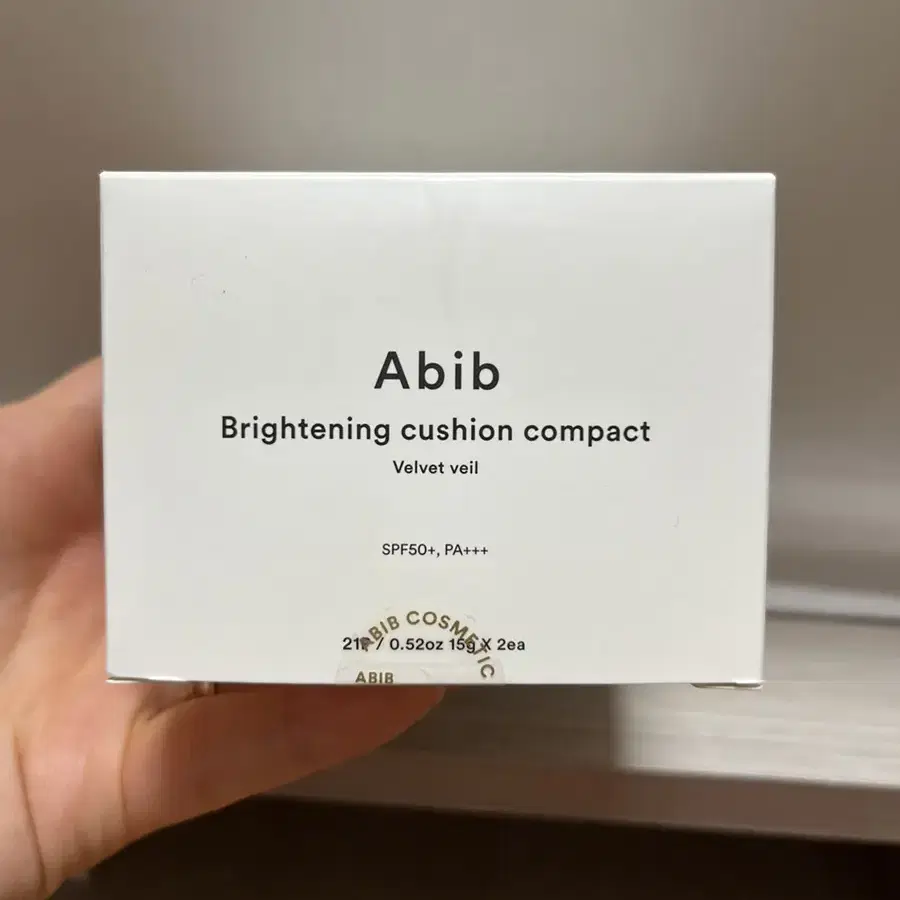 Abib
Brightening cushion compact
Velvet veil
SPF50+, PA+++
ABIB COSMETIC
/ 0.52oz 15g X 2ea
ABIB